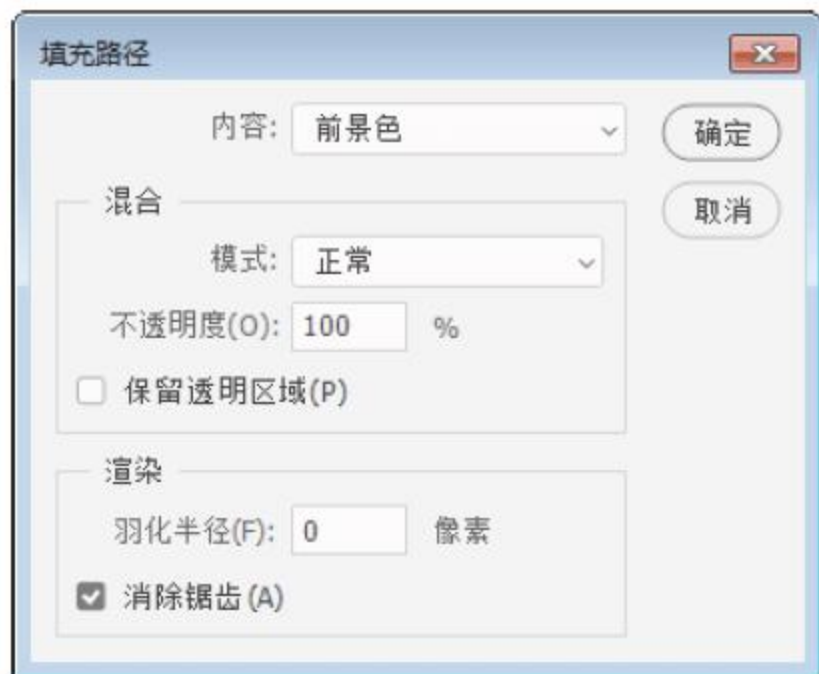 填充路径
内容: 前景色
确定
取消
混合
模式: 正常
不透明度(O): 100 %
保留透明区域(P)
渲染
羽化半径(F): 0 像素
消除锯齿(A)